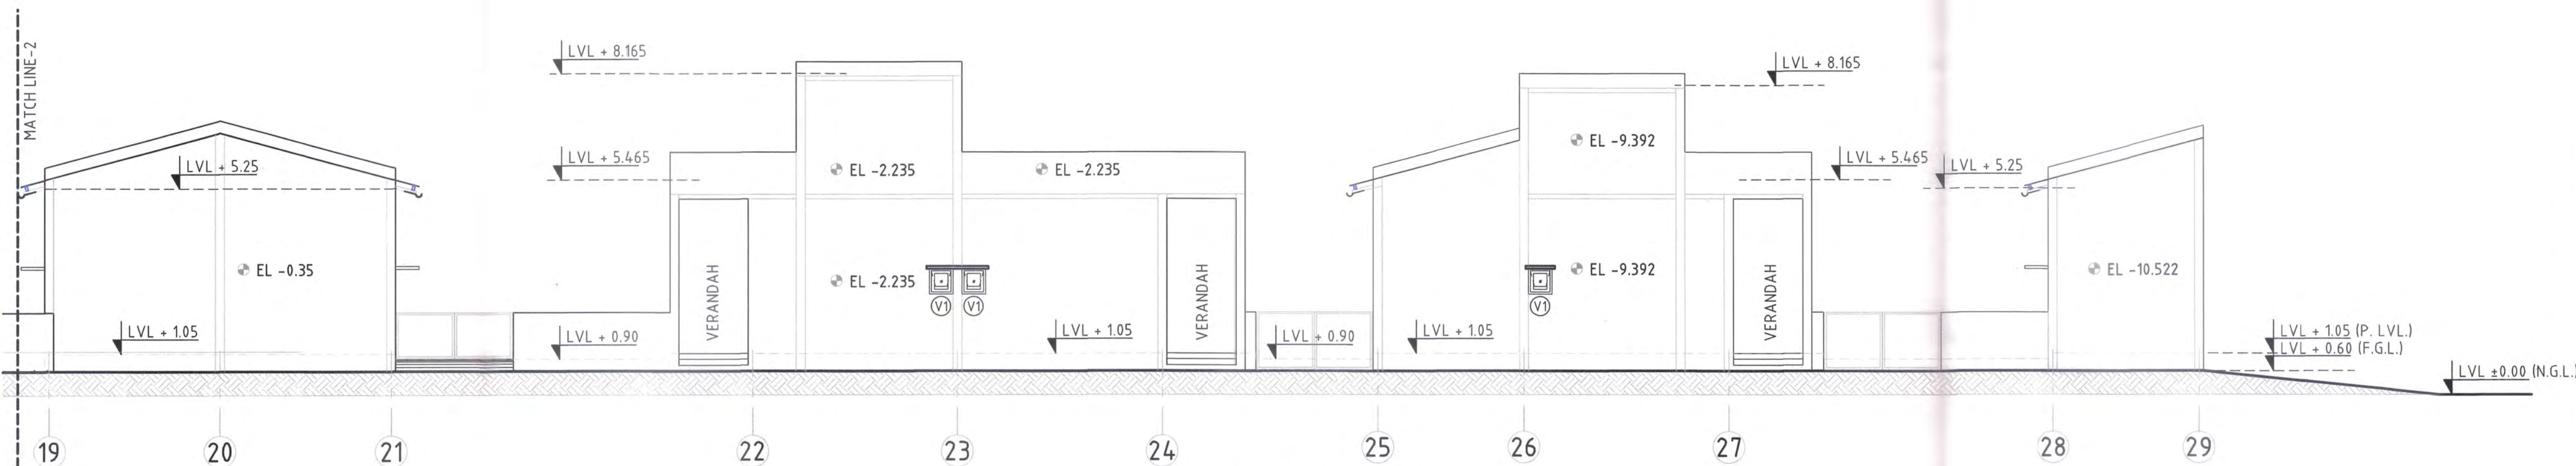 MATCH LINE-2
LVL + 8.165
LVL + 8.165
LVL + 5.25
LVL + 5.465
EL -2.235
EL -2.235
EL -9.392
LVL + 5.465
LVL + 5.25
EL -0.35
EL -2.235
EL -9.392
EL -10.522
VERANDAH
VERANDAH
VERANDAH
V1
V1
V1
LVL + 1.05
LVL + 0.90
LVL + 1.05
LVL + 0.90
LVL + 1.05
LVL + 1.05 (P. LVL.)
LVL + 0.60 (F.G.L.)
LVL ±0.00 (N.G.L.)
19 20 21 22 23 24 25 26 27 28 29